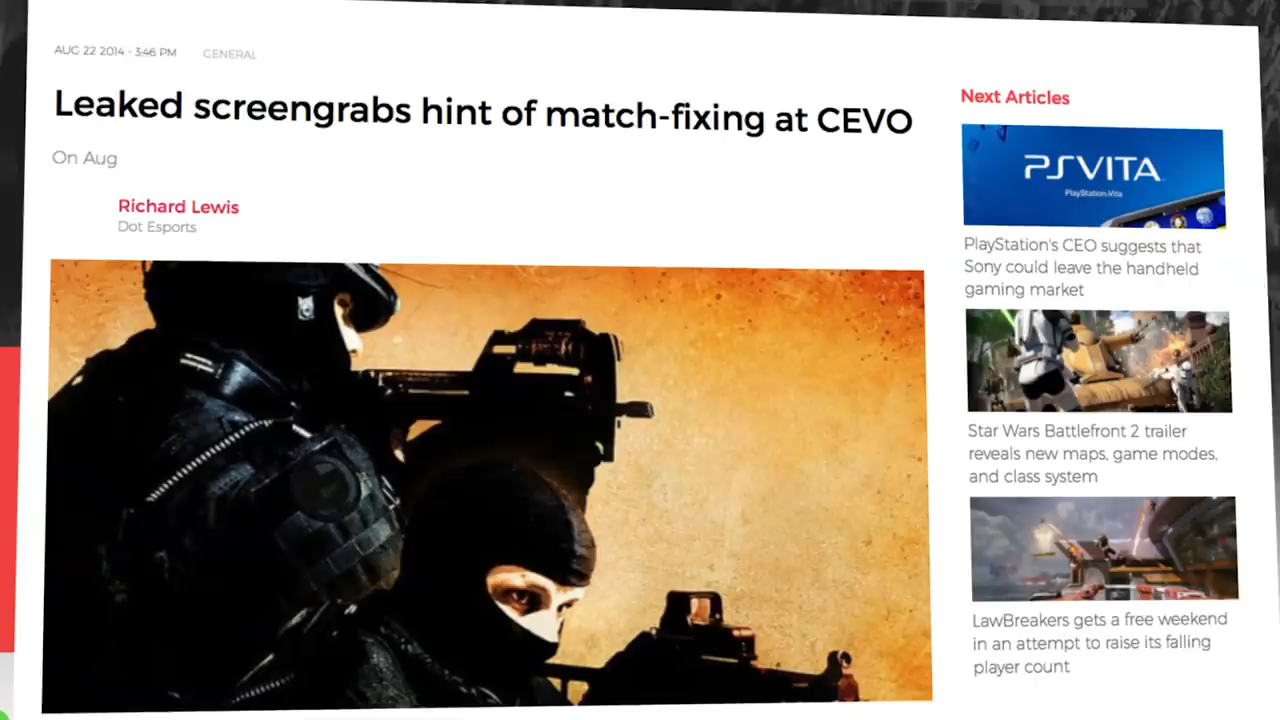 AUG 22 2014 - 3:46 PM GENERAL
Leaked screengrabs hint of match-fixing at CEVO
On Aug
Richard Lewis
Dot Esports
Next Articles
PSVITA
PlayStation.Vita
PlayStation's CEO suggests that
Sony could leave the handheld
gaming market
Star Wars Battlefront 2 trailer
reveals new maps, game modes,
and class system
LawBreakers gets a free weekend
in an attempt to raise its falling
player count